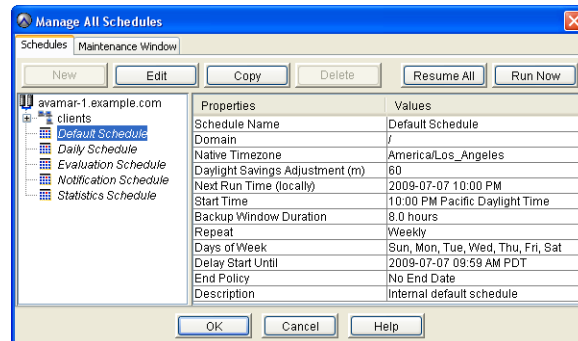 Manage All Schedules
Schedules Maintenance Window
New Edit Copy Delete Resume All Run Now
avamar-1.example.com
clients
Default Schedule
Daily Schedule
Evaluation Schedule
Notification Schedule
Statistics Schedule
Properties Values
Schedule Name Default Schedule
Domain /
Native Timezone America/Los_Angeles
Daylight Savings Adjustment (m) 60
Next Run Time (locally) 2009-07-07 10:00 PM
Start Time 10:00 PM Pacific Daylight Time
Backup Window Duration 8.0 hours
Repeat Weekly
Days of Week Sun, Mon, Tue, Wed, Thu, Fri, Sat
Delay Start Until 2009-07-07 09:59 AM PDT
End Policy No End Date
Description Internal default schedule
OK Cancel Help